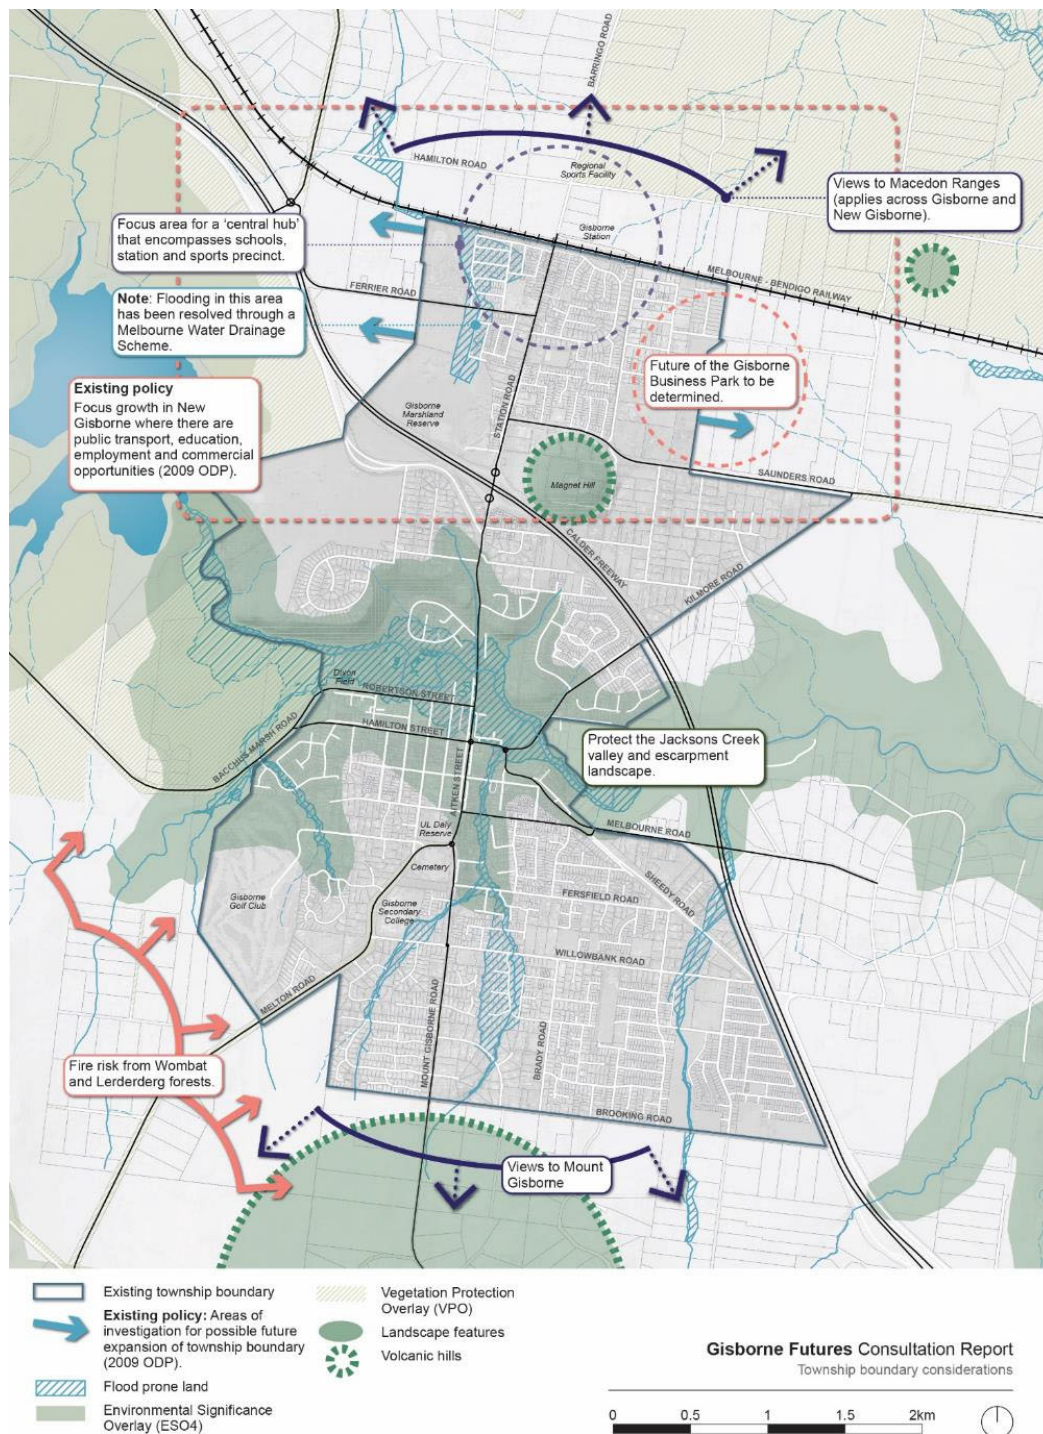 BARRINGO ROAD
HAMILTON ROAD
Regional
Sports Facility
Views to Macedon Ranges
(applies across Gisborne and
New Gisborne).
Focus area for a ‘central hub’
that encompasses schools,
station and sports precinct.
Gisborne
Station
MELBOURNE - BENDIGO RAILWAY
FERRIER ROAD
Note: Flooding in this area
has been resolved through a
Melbourne Water Drainage
Scheme.
Future of the Gisborne
Business Park to be
determined.
Existing policy
Focus growth in New
Gisborne where there are
public transport, education,
employment and commercial
opportunities (2009 ODP).
Gisborne
Marshland
Reserve
STATION ROAD
SAUNDERS ROAD
Magnet Hill
CALDER FREEWAY
KILMORE ROAD
Dixon
Field
ROBERTSON STREET
HAMILTON STREET
BACCHUS MARSH ROAD
AITKEN STREET
Protect the Jacksons Creek
valley and escarpment
landscape.
UL Daly
Reserve
MELBOURNE ROAD
Cemetery
SHEEDY ROAD
Gisborne
Golf Club
Gisborne
Secondary
College
FERSFIELD ROAD
WILLOWBANK ROAD
MELTON ROAD
MOUNT GISBORNE ROAD
BRADY ROAD
Fire risk from Wombat
and Lerderderg forests.
BROOKING ROAD
Views to Mount
Gisborne
Existing township boundary
Existing policy: Areas of
investigation for possible future
expansion of township boundary
(2009 ODP).
Flood prone land
Environmental Significance
Overlay (ESO4)
Vegetation Protection
Overlay (VPO)
Landscape features
Volcanic hills
Gisborne Futures Consultation Report
Township boundary considerations
0 0.5 1 1.5 2km